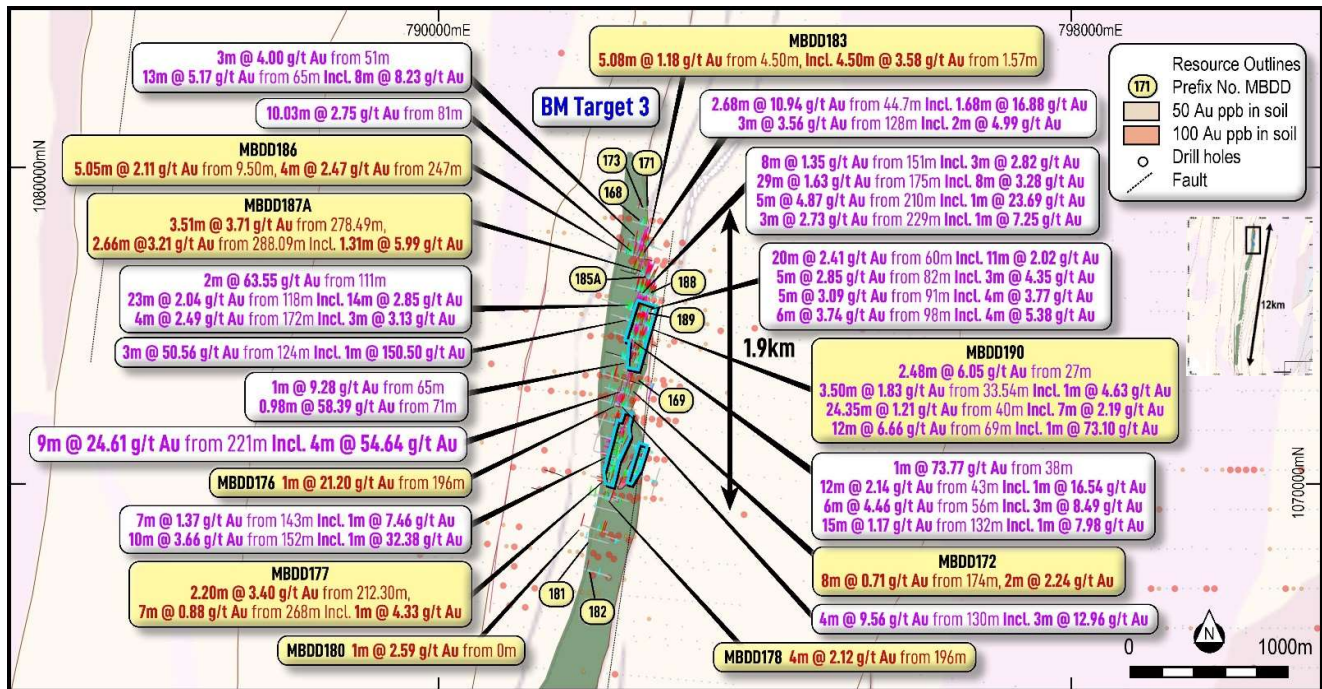 790000mE
798000mE
1080000mN
1070000mN
3m @ 4.00 g/t Au from 51m
13m @ 5.17 g/t Au from 65m Incl. 8m @ 8.23 g/t Au
10.03m @ 2.75 g/t Au from 81m
MBDD186
5.05m @ 2.11 g/t Au from 9.50m, 4m @ 2.47 g/t Au from 247m
MBDD187A
3.51m @ 3.71 g/t Au from 278.49m,
2.66m @3.21 g/t Au from 288.09m Incl. 1.31m @ 5.99 g/t Au
2m @ 63.55 g/t Au from 111m
23m @ 2.04 g/t Au from 118m Incl. 14m @ 2.85 g/t Au
4m @ 2.49 g/t Au from 172m Incl. 3m @ 3.13 g/t Au
3m @ 50.56 g/t Au from 124m Incl. 1m @ 150.50 g/t Au
1m @ 9.28 g/t Au from 65m
0.98m @ 58.39 g/t Au from 71m
9m @ 24.61 g/t Au from 221m Incl. 4m @ 54.64 g/t Au
MBDD176 1m @ 21.20 g/t Au from 196m
7m @ 1.37 g/t Au from 143m Incl. 1m @ 7.46 g/t Au
10m @ 3.66 g/t Au from 152m Incl. 1m @ 32.38 g/t Au
MBDD177
2.20m @ 3.40 g/t Au from 212.30m,
7m @ 0.88 g/t Au from 268m Incl. 1m @ 4.33 g/t Au
MBDD180 1m @ 2.59 g/t Au from 0m
BM Target 3
173
171
168
185A
188
189
169
181
182
1.9km
MBDD183
5.08m @ 1.18 g/t Au from 4.50m, Incl. 4.50m @ 3.58 g/t Au from 1.57m
2.68m @ 10.94 g/t Au from 44.7m Incl. 1.68m @ 16.88 g/t Au
3m @ 3.56 g/t Au from 128m Incl. 2m @ 4.99 g/t Au
8m @ 1.35 g/t Au from 151m Incl. 3m @ 2.82 g/t Au
29m @ 1.63 g/t Au from 175m Incl. 8m @ 3.28 g/t Au
5m @ 4.87 g/t Au from 210m Incl. 1m @ 23.69 g/t Au
3m @ 2.73 g/t Au from 229m Incl. 1m @ 7.25 g/t Au
20m @ 2.41 g/t Au from 60m Incl. 11m @ 2.02 g/t Au
5m @ 2.85 g/t Au from 82m Incl. 3m @ 4.35 g/t Au
5m @ 3.09 g/t Au from 91m Incl. 4m @ 3.77 g/t Au
6m @ 3.74 g/t Au from 98m Incl. 4m @ 5.38 g/t Au
MBDD190
2.48m @ 6.05 g/t Au from 27m
3.50m @ 1.83 g/t Au from 33.54m Incl. 1m @ 4.63 g/t Au
24.35m @ 1.21 g/t Au from 40m Incl. 7m @ 2.19 g/t Au
12m @ 6.66 g/t Au from 69m Incl. 1m @ 73.10 g/t Au
1m @ 73.77 g/t Au from 38m
12m @ 2.14 g/t Au from 43m Incl. 1m @ 16.54 g/t Au
6m @ 4.46 g/t Au from 56m Incl. 3m @ 8.49 g/t Au
15m @ 1.17 g/t Au from 132m Incl. 1m @ 7.98 g/t Au
MBDD172
8m @ 0.71 g/t Au from 174m, 2m @ 2.24 g/t Au
4m @ 9.56 g/t Au from 130m Incl. 3m @ 12.96 g/t Au
MBDD178 4m @ 2.12 g/t Au from 196m
Resource Outlines
171 Prefix No. MBDD
50 Au ppb in soil
100 Au ppb in soil
Drill holes
Fault
12km
N
0 1000m